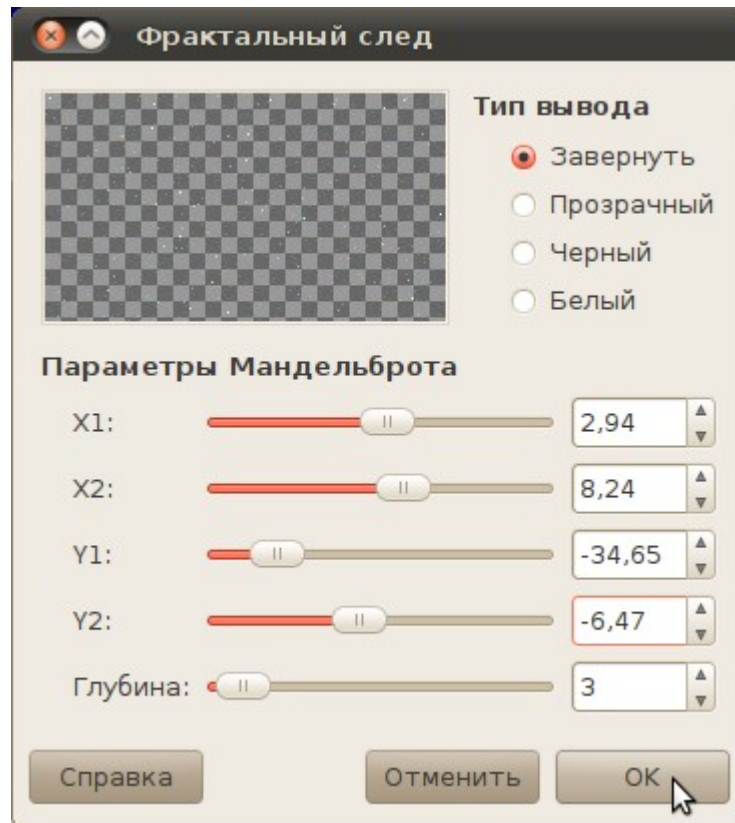 Фрактальный след
Тип вывода
Завернуть
Прозрачный
Черный
Белый
Параметры Мандельброта
X1: 2,94
X2: 8,24
Y1: -34,65
Y2: -6,47
Глубина: 3
Справка Отменить OK